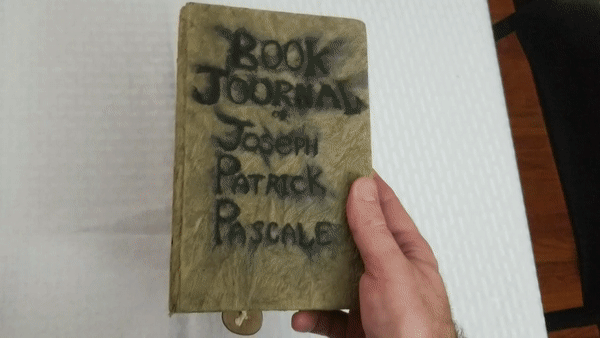 BOOK
JOURNAL
of
JOSEPH
PATRICK
PASCALE